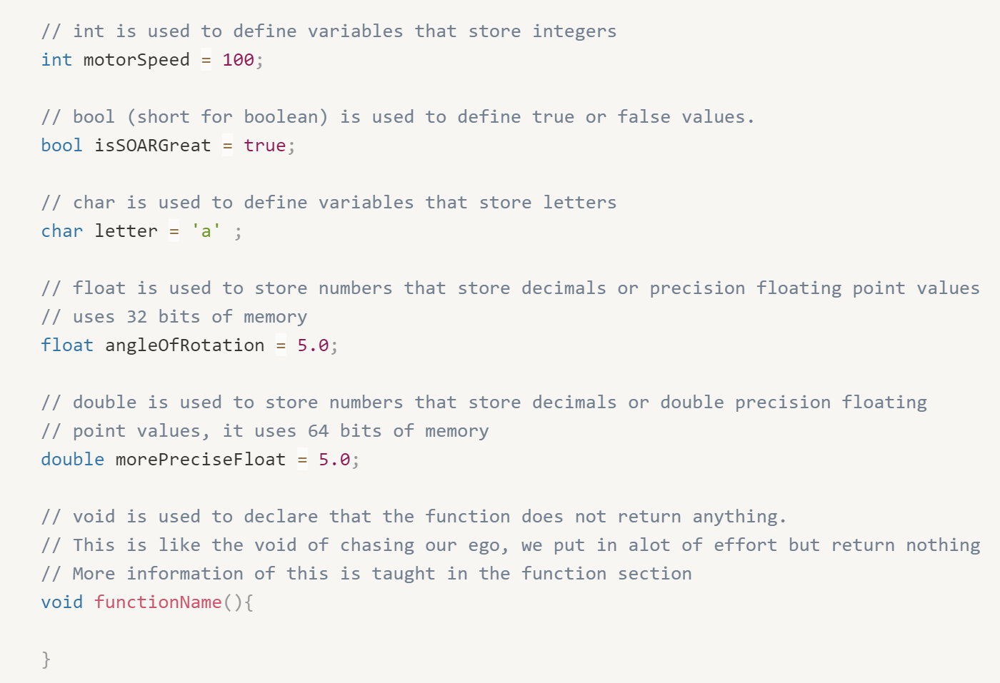 // int is used to define variables that store integers
int motorSpeed = 100;
// bool (short for boolean) is used to define true or false values.
bool isSOARGreat = true;
// char is used to define variables that store letters
char letter = 'a' ;
// float is used to store numbers that store decimals or precision floating point values
// uses 32 bits of memory
float angleOfRotation = 5.0;
// double is used to store numbers that store decimals or double precision floating
// point values, it uses 64 bits of memory
double morePreciseFloat = 5.0;
// void is used to declare that the function does not return anything.
// This is like the void of chasing our ego, we put in alot of effort but return nothing
// More information of this is taught in the function section
void functionName(){
}